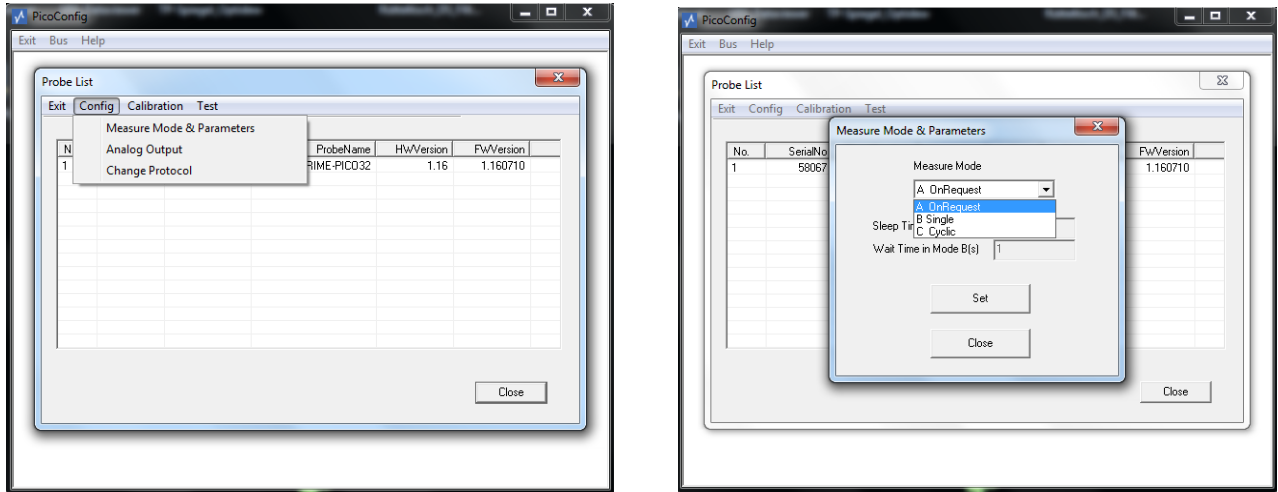 PicoConfig
Exit Bus Help
Probe List
Exit Config Calibration Test
Measure Mode & Parameters
Analog Output
Change Protocol
N ProbeName HWVersion FWVersion
1 RIME-PICO32 1.16 1.160710
Close
PicoConfig
Exit Bus Help
Probe List
Exit Config Calibration Test
Measure Mode & Parameters
No. SerialNo FWVersion
1 58067 1.160710
Measure Mode
A OnRequest
A OnRequest
B Single
C Cyclic
Sleep Tim
Wait Time in Mode B(s) 1
Set
Close
Close